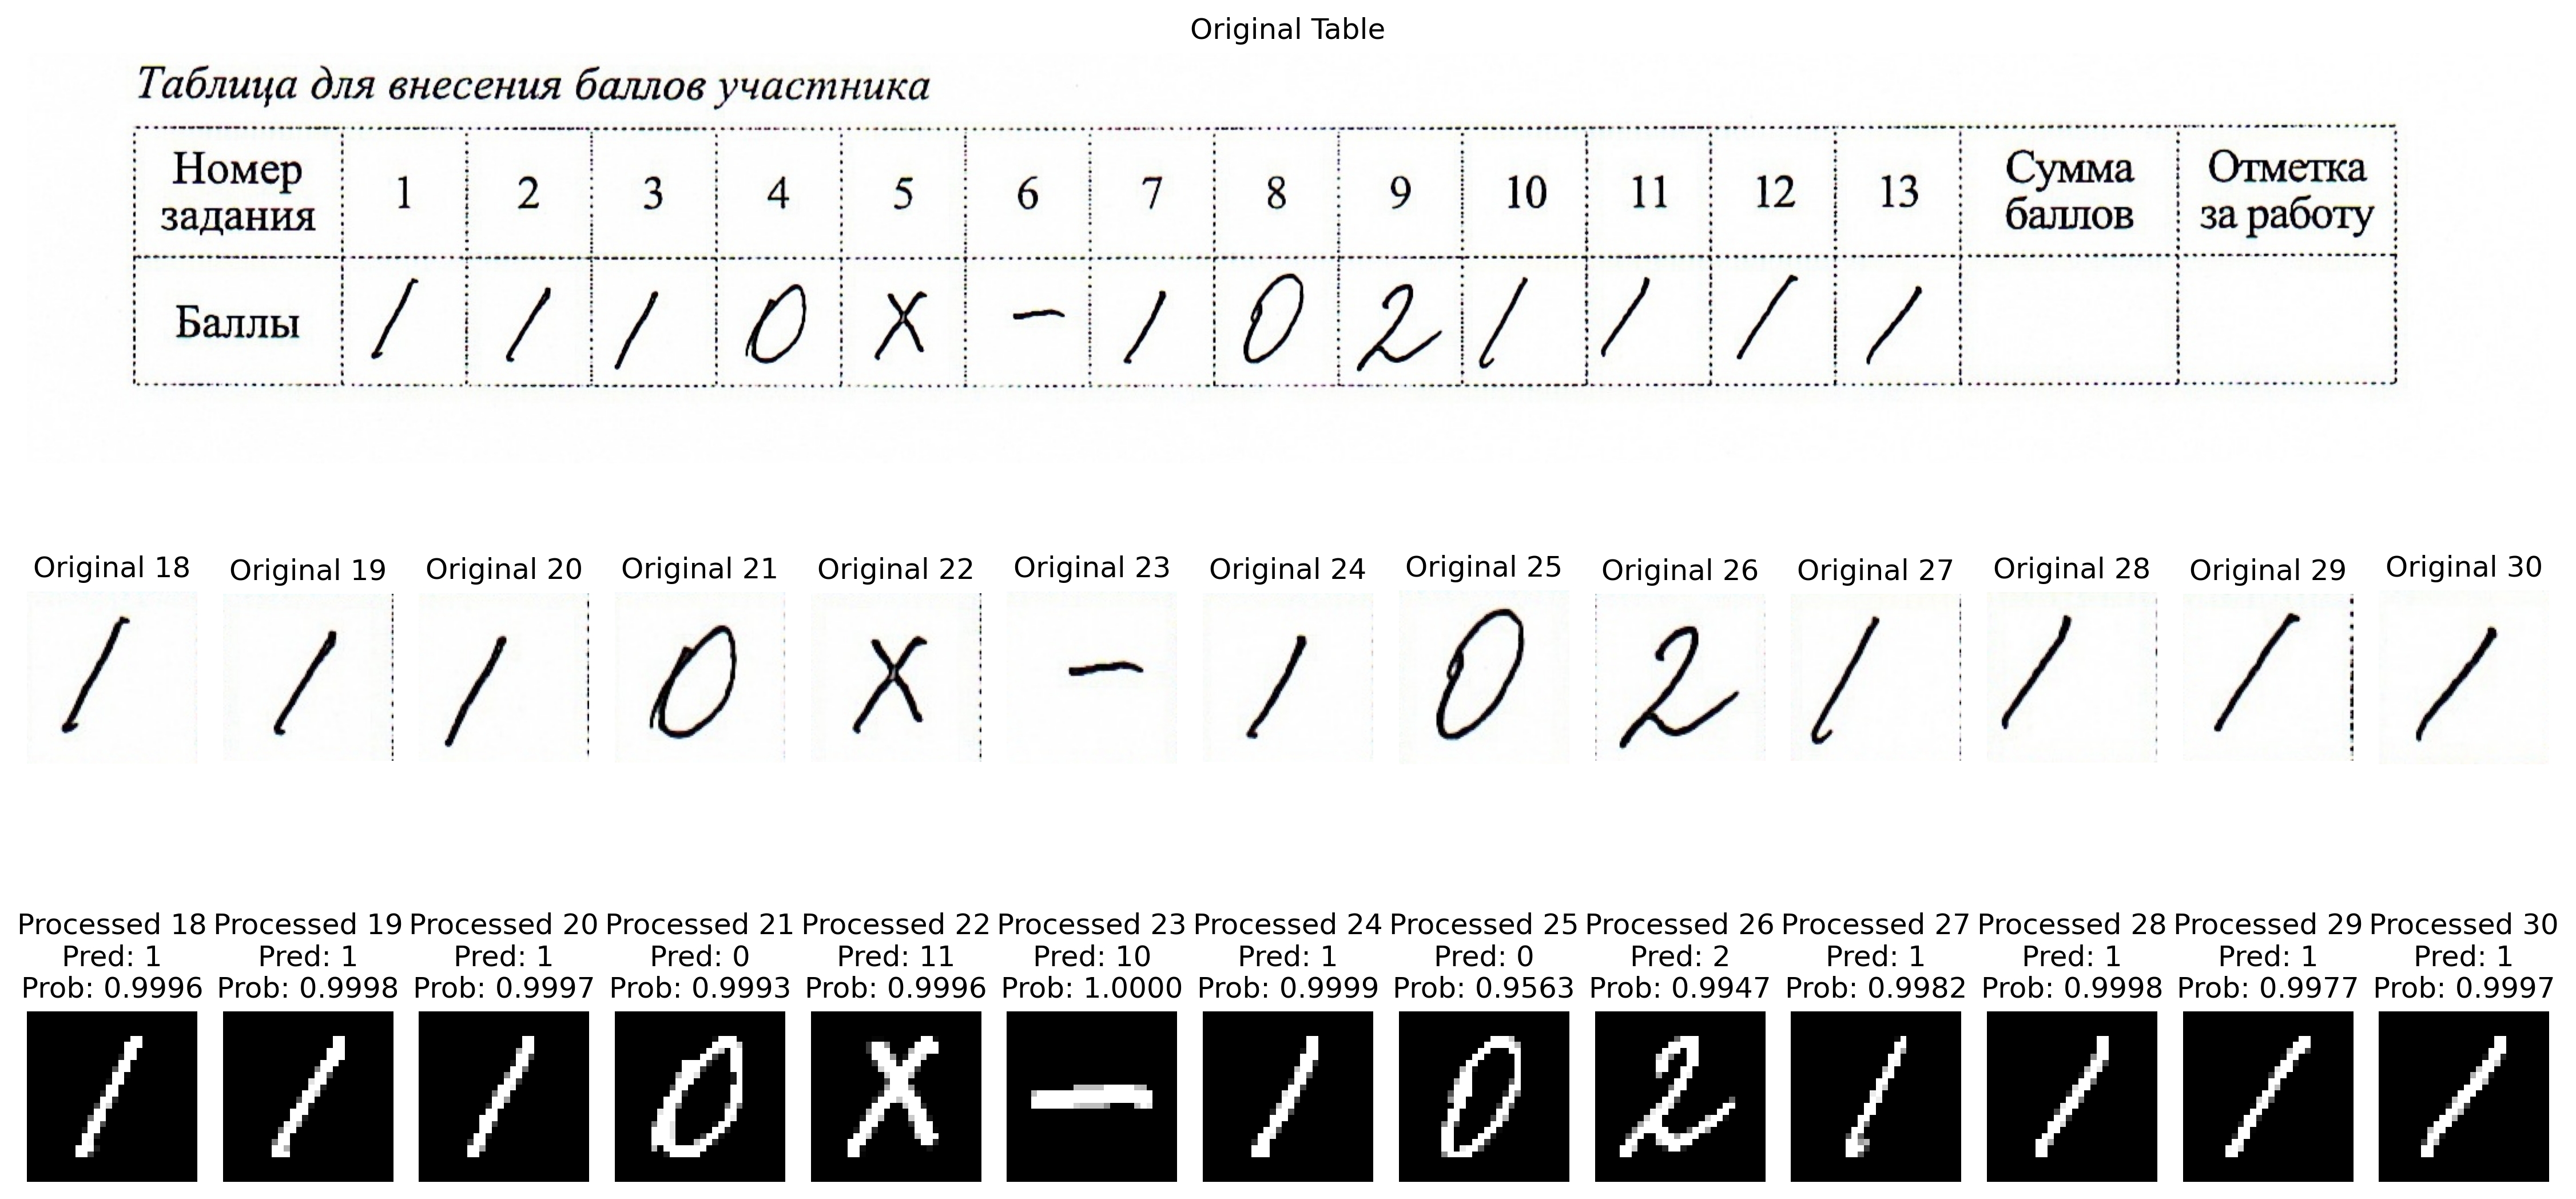 Original Table
Таблица для внесения баллов участника
Номер задания 1 2 3 4 5 6 7 8 9 10 11 12 13 Сумма баллов Отметка за работу
Баллы 1 1 1 0 X - 1 0 2 1 1 1 1
Original 18 Original 19 Original 20 Original 21 Original 22 Original 23 Original 24 Original 25 Original 26 Original 27 Original 28 Original 29 Original 30
1 1 1 0 X - 1 0 2 1 1 1 1
Processed 18 Processed 19 Processed 20 Processed 21 Processed 22 Processed 23 Processed 24 Processed 25 Processed 26 Processed 27 Processed 28 Processed 29 Processed 30
Pred: 1 Pred: 1 Pred: 1 Pred: 0 Pred: 11 Pred: 10 Pred: 1 Pred: 0 Pred: 2 Pred: 1 Pred: 1 Pred: 1 Pred: 1
Prob: 0.9996 Prob: 0.9998 Prob: 0.9997 Prob: 0.9993 Prob: 0.9996 Prob: 1.0000 Prob: 0.9999 Prob: 0.9563 Prob: 0.9947 Prob: 0.9982 Prob: 0.9998 Prob: 0.9977 Prob: 0.9997
1 1 1 0 X - 1 0 2 1 1 1 1